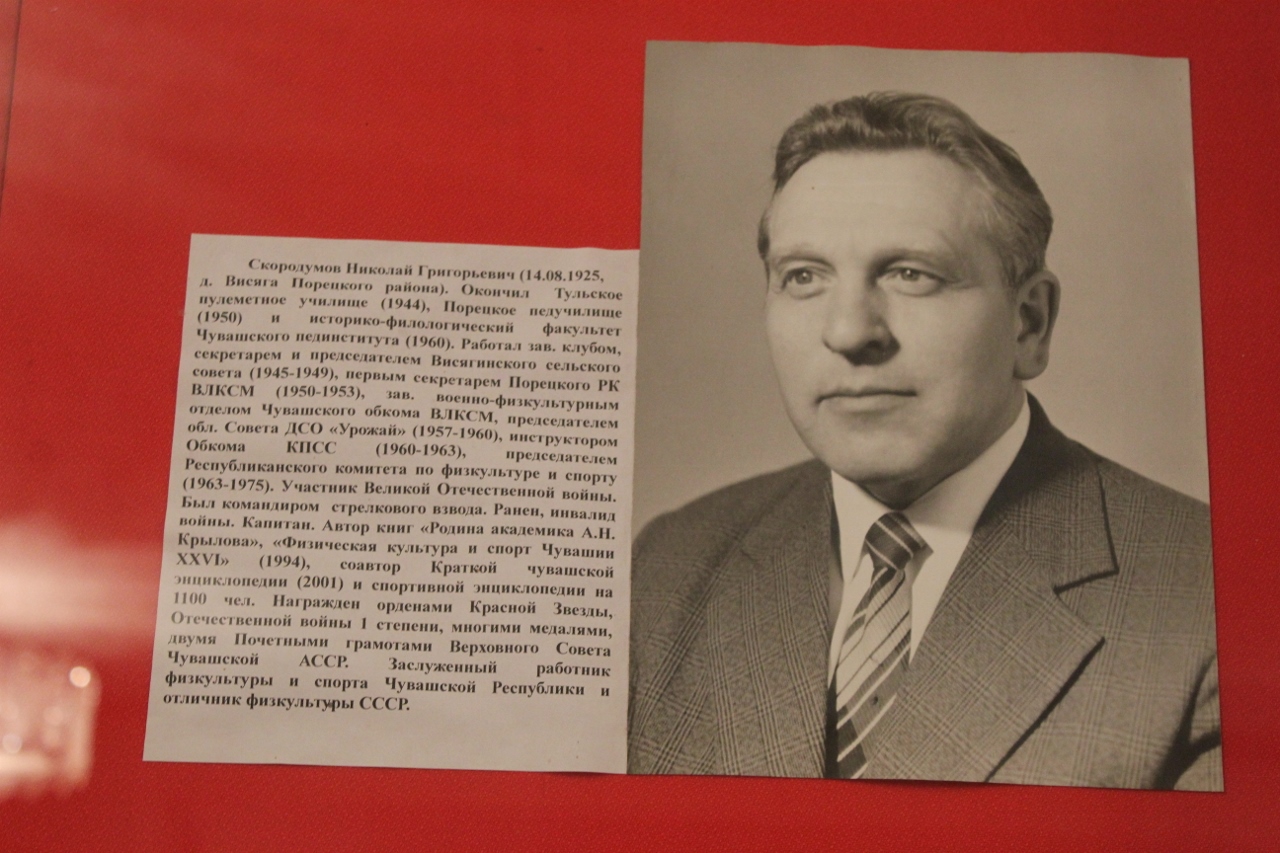 Скородумов Николай Григорьевич (14.08.1925,
д. Висяга Порецкого района). Окончил Тульское
пулеметное училище (1944), Порецкое педучилище
(1950) и историко-филологический факультет
Чувашского пединститута (1960). Работал зав. клубом,
секретарем и председателем Висягинского сельского
совета (1945-1949), первым секретарем Порецкого РК
ВЛКСМ (1950-1953), зав. военно-физкультурным
отделом Чувашского обкома ВЛКСМ, председателем
обл. Совета ДСО «Урожай» (1957-1960), инструктором
Обкома КПСС (1960-1963), председателем
Республиканского комитета по физкультуре и спорту
(1963-1975). Участник Великой Отечественной войны.
Был командиром стрелкового взвода. Ранен, инвалид
войны. Капитан. Автор книг «Родина академика А.Н.
Крылова», «Физическая культура и спорт Чувашии
XXVI» (1994), соавтор Краткой чувашской
энциклопедии (2001) и спортивной энциклопедии на
1100 чел. Награжден орденами Красной Звезды,
Отечественной войны 1 степени, многими медалями,
двумя Почетными грамотами Верховного Совета
Чувашской АССР. Заслуженный работник
физкультуры и спорта Чувашской Республики и
отличник физкультуры СССР.